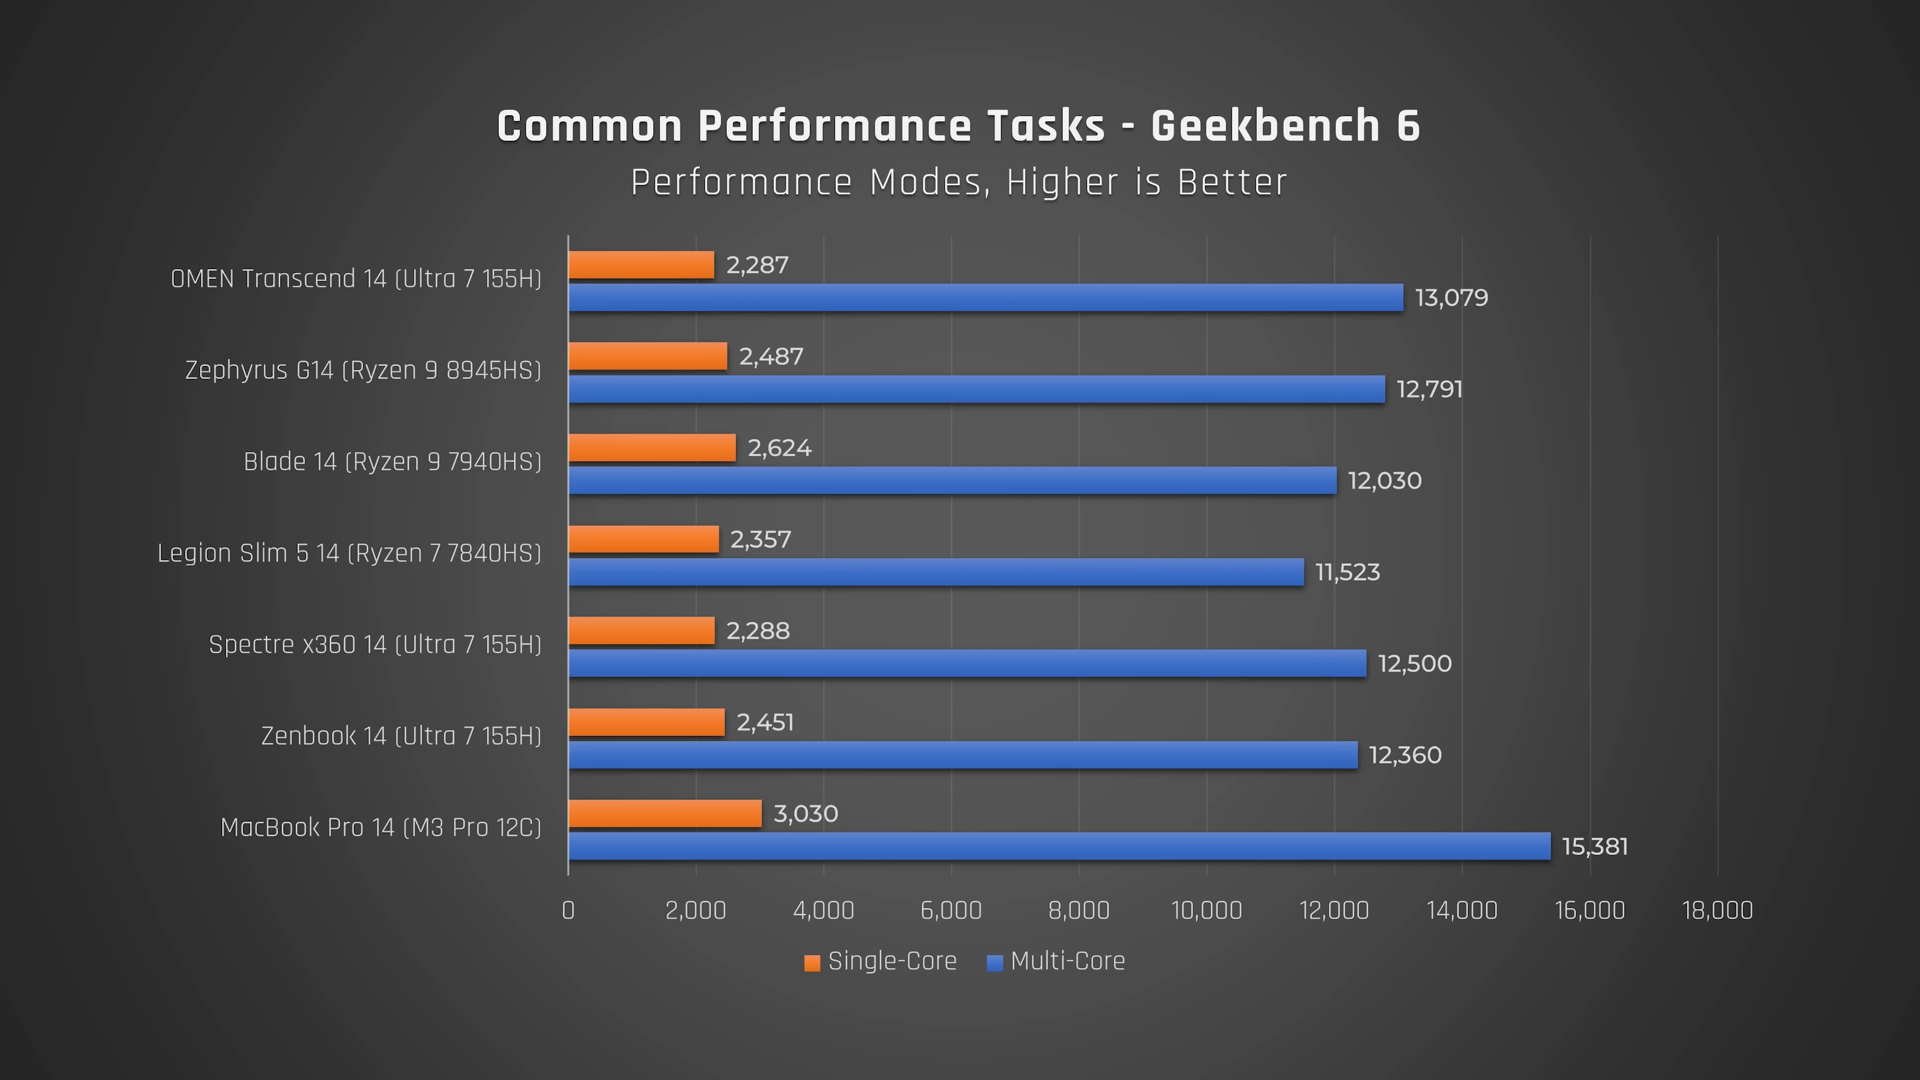 Common Performance Tasks - Geekbench 6
Performance Modes, Higher is Better
OMEN Transcend 14 (Ultra 7 155H)
2,287
13,079
Zephyrus G14 (Ryzen 9 8945HS)
2,487
12,791
Blade 14 (Ryzen 9 7940HS)
2,624
12,030
Legion Slim 5 14 (Ryzen 7 7840HS)
2,357
11,523
Spectre x360 14 (Ultra 7 155H)
2,288
12,500
Zenbook 14 (Ultra 7 155H)
2,451
12,360
MacBook Pro 14 (M3 Pro 12C)
3,030
15,381
0 2,000 4,000 6,000 8,000 10,000 12,000 14,000 16,000 18,000
Single-Core Multi-Core